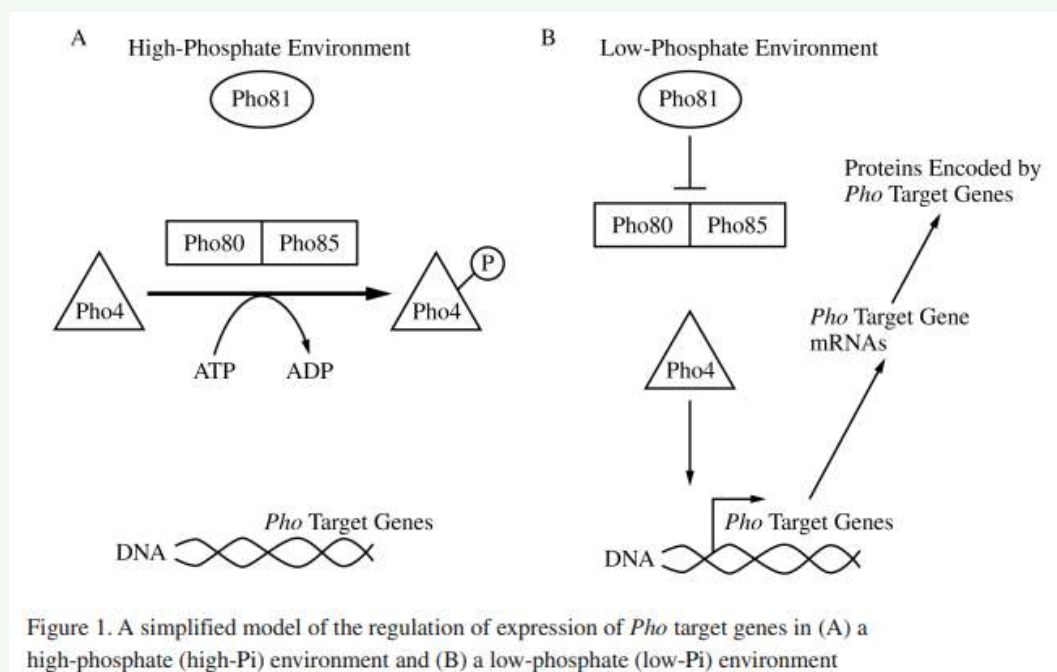 A
High-Phosphate Environment
Pho81
Pho80 Pho85
Pho4
Pho4
P
ATP ADP
Pho Target Genes
DNA
B
Low-Phosphate Environment
Pho81
Pho80 Pho85
Pho4
Pho Target Genes
DNA
Pho Target Gene
mRNAs
Proteins Encoded by
Pho Target Genes
Figure 1. A simplified model of the regulation of expression of Pho target genes in (A) a
high-phosphate (high-Pi) environment and (B) a low-phosphate (low-Pi) environment